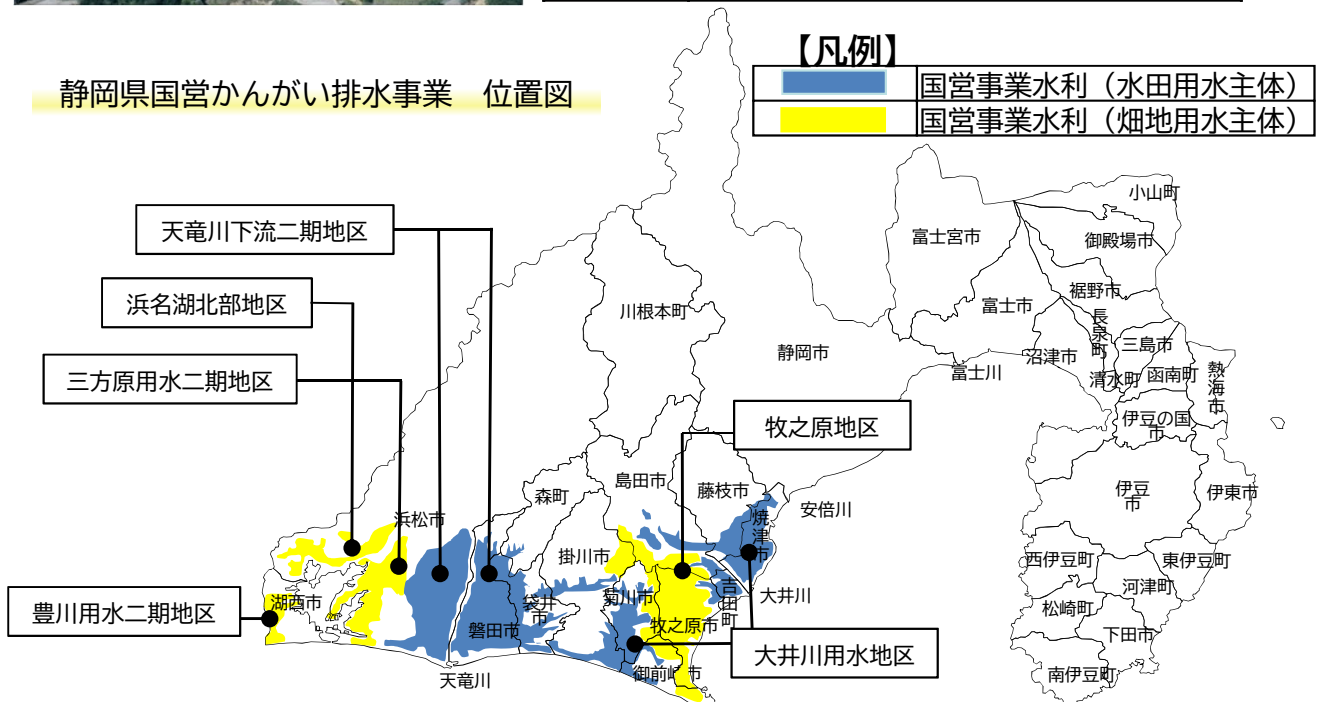 静岡県国営かんがい排水事業 位置図
【凡例】
国営事業水利（水田用水主体）
国営事業水利（畑地用水主体）
天竜川下流二期地区
浜名湖北部地区
三方原用水二期地区
豊川用水二期地区
牧之原地区
大井川用水地区
小山町
御殿場市
富士宮市
裾野市
富士市
長泉町
三島市
沼津市
清水町
函南町
熱海市
富士川
伊豆の国市
伊豆市
伊東市
西伊豆町
東伊豆町
河津町
松崎町
下田市
南伊豆町
川根本町
静岡市
島田市
藤枝市
安倍川
焼津市
森町
浜松市
掛川市
湖西市
袋井市
菊川市
吉田町
大井川
磐田市
牧之原市
御前崎市
天竜川